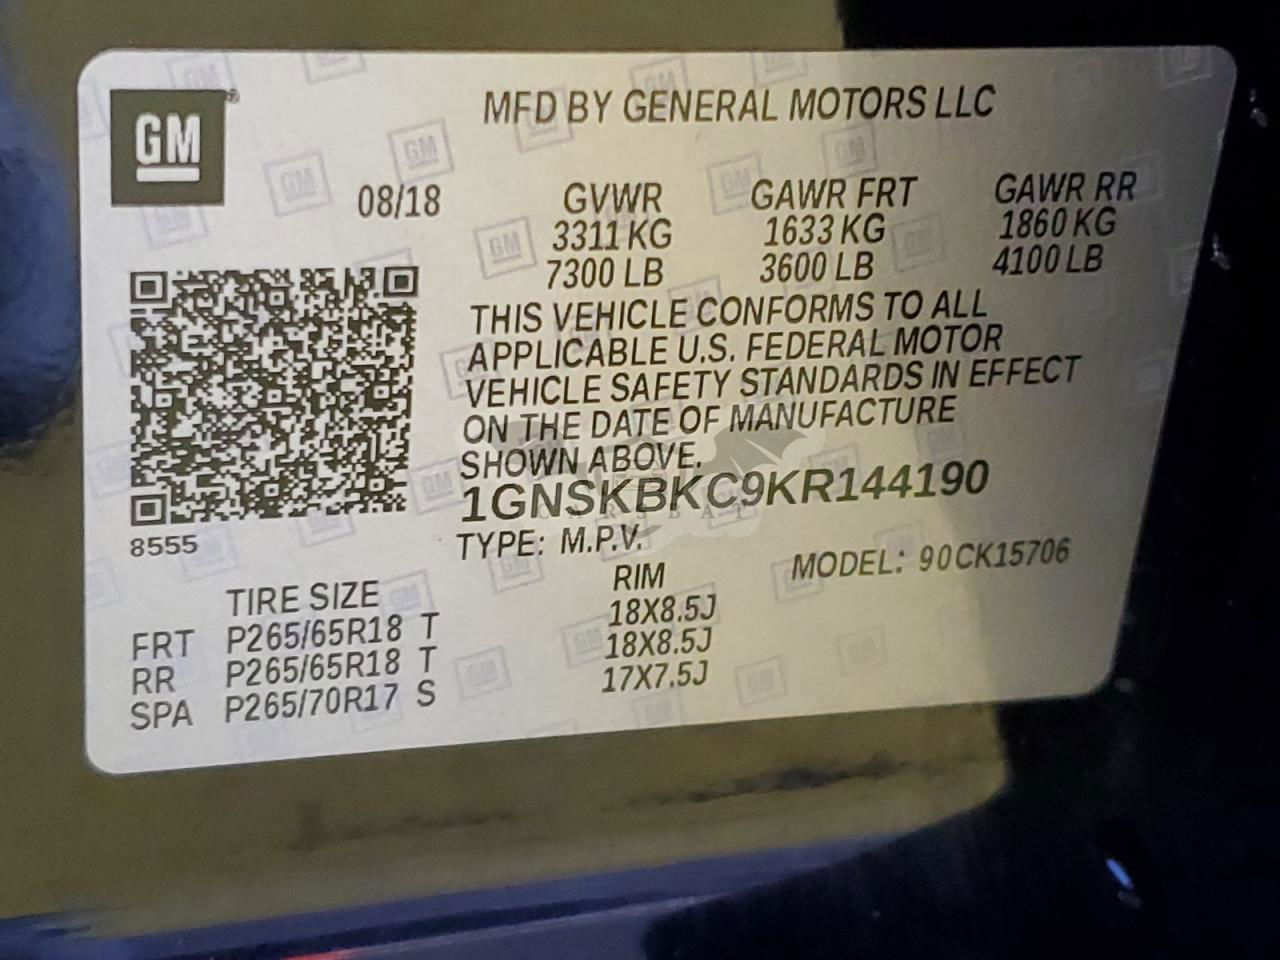 GM
MFD BY GENERAL MOTORS LLC
08/18 GVWR GAWR FRT GAWR RR
3311 KG 1633 KG 1860 KG
7300 LB 3600 LB 4100 LB
THIS VEHICLE CONFORMS TO ALL
APPLICABLE U.S. FEDERAL MOTOR
VEHICLE SAFETY STANDARDS IN EFFECT
ON THE DATE OF MANUFACTURE
SHOWN ABOVE.
1GNSKBKC9KR144190
8555
TYPE: M.P.V. MODEL: 90CK15706
TIRE SIZE RIM
FRT P265/65R18 T 18X8.5J
RR P265/65R18 T 18X8.5J
SPA P265/70R17 S 17X7.5J